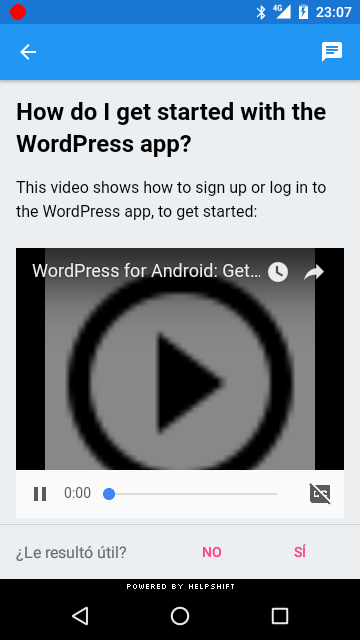 4G 23:07
How do I get started with the
WordPress app?
This video shows how to sign up or log in to
the WordPress app, to get started:
WordPress for Android: Get...
0:00
¿Le resultó útil? NO SÍ
POWERED BY HELPSHIFT